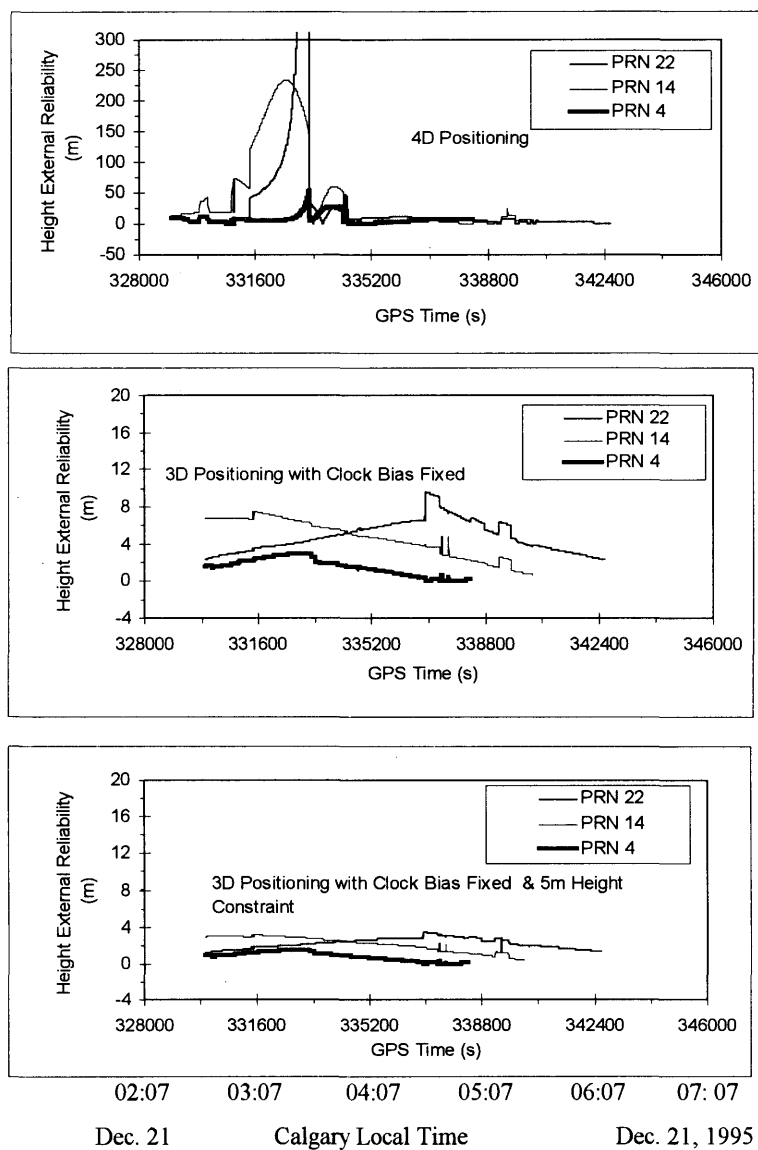 300
250
200
150
100
50
0
-50
Height External Reliability
(m)
PRN 22
PRN 14
PRN 4
4D Positioning
328000 331600 335200 338800 342400 346000
GPS Time (s)
20
16
12
8
4
0
-4
Height External Reliability
(m)
PRN 22
PRN 14
PRN 4
3D Positioning with Clock Bias Fixed
328000 331600 335200 338800 342400 346000
GPS Time (s)
20
16
12
8
4
0
-4
Height External Reliability
(m)
PRN 22
PRN 14
PRN 4
3D Positioning with Clock Bias Fixed & 5m Height
Constraint
328000 331600 335200 338800 342400 346000
GPS Time (s)
02:07 03:07 04:07 05:07 06:07 07: 07
Dec. 21 Calgary Local Time Dec. 21, 1995